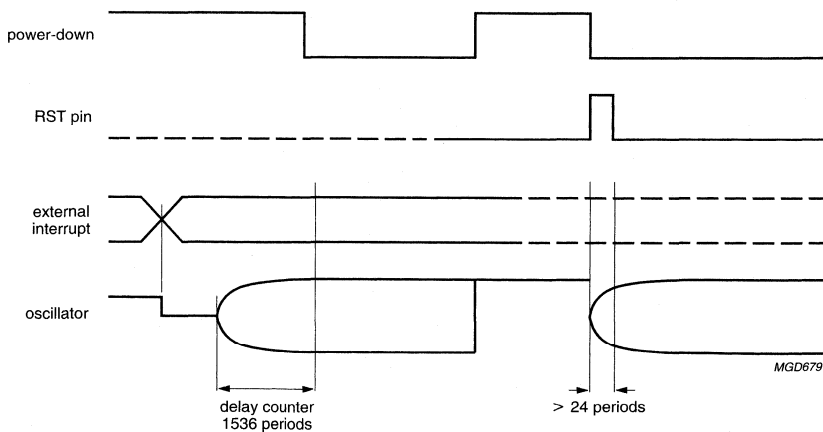 power-down
RST pin
external
interrupt
oscillator
MGD679
delay counter
1536 periods
> 24 periods